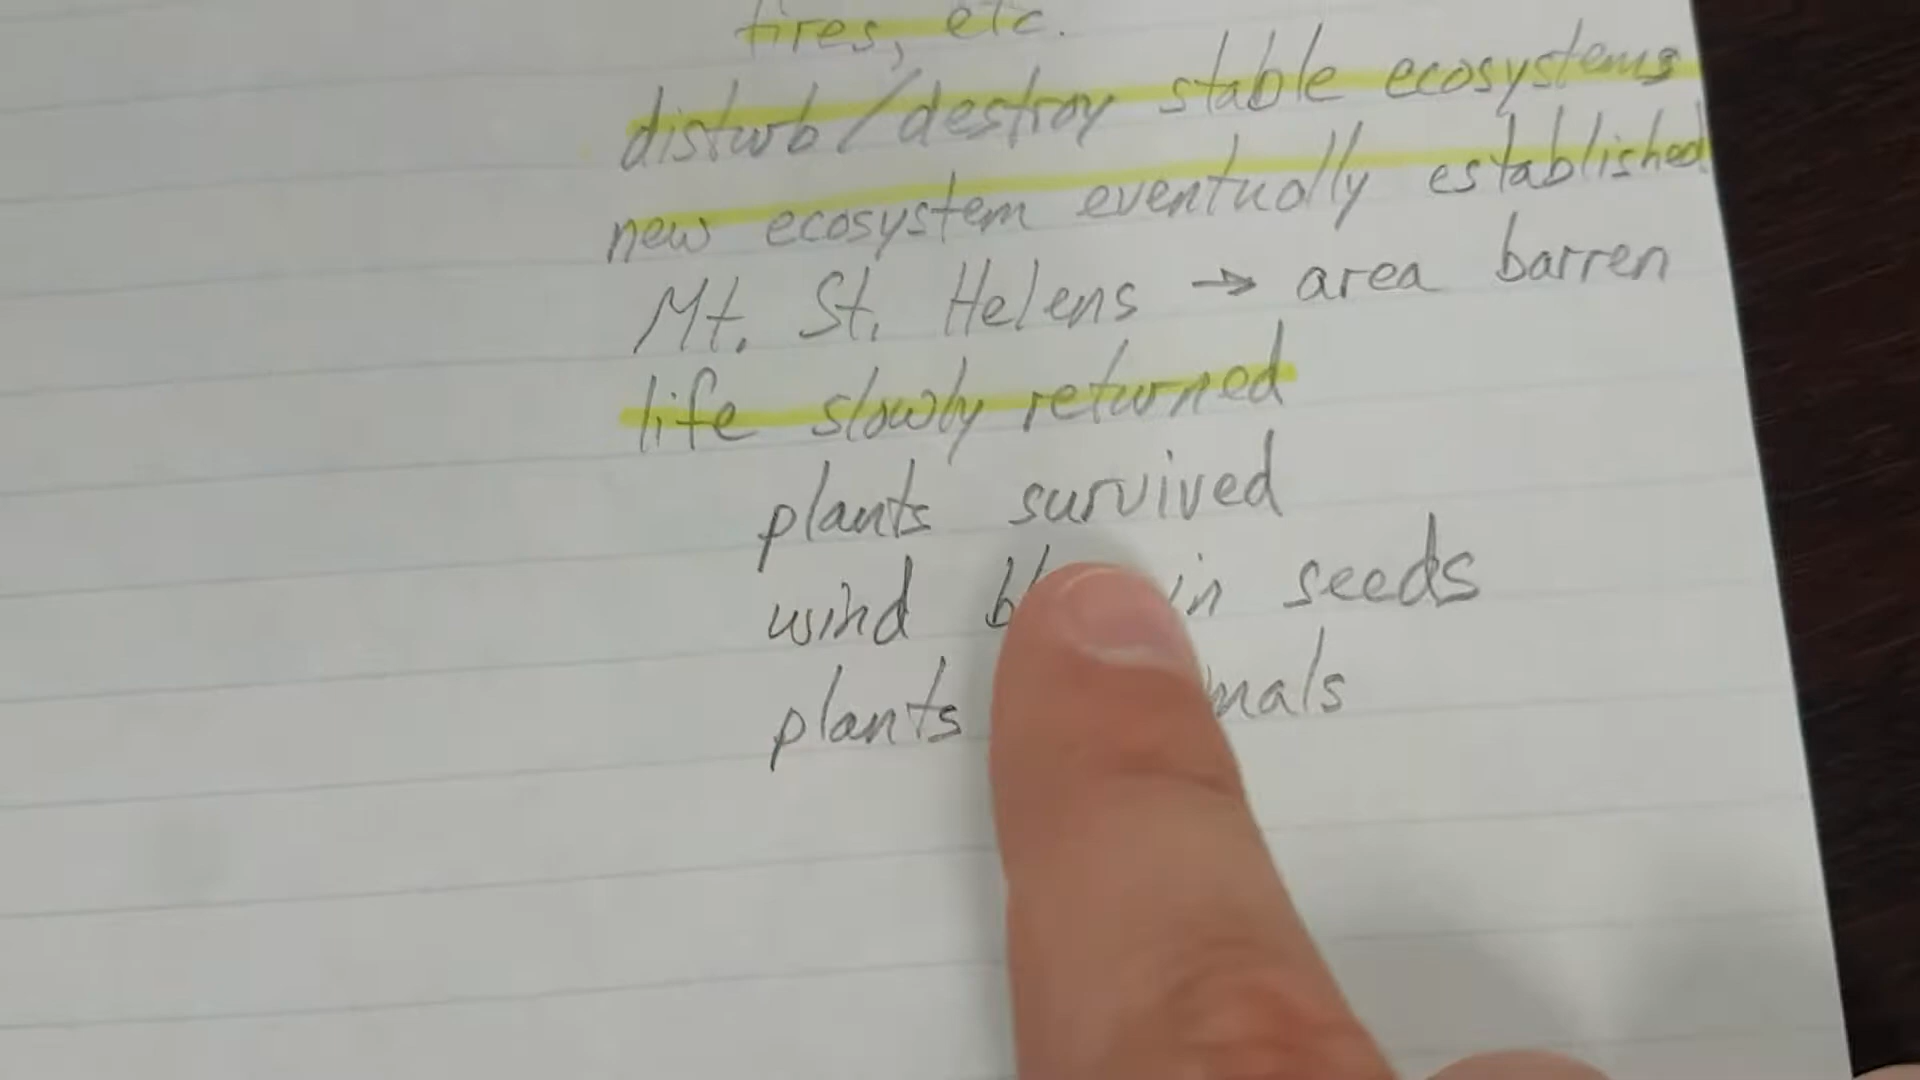 fires, etc.
disturb/destroy stable ecosystems
new ecosystem eventually established
Mt. St. Helens → area barren
life slowly returned
plants survived
wind in seeds
plants